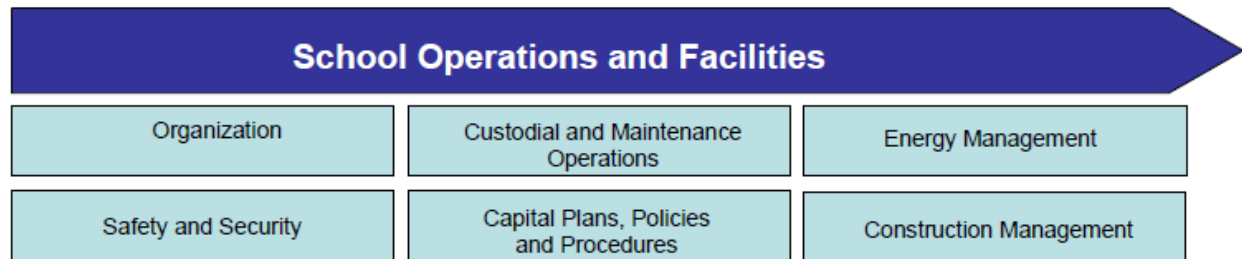 School Operations and Facilities
Organization
Custodial and Maintenance
Operations
Energy Management
Safety and Security
Capital Plans, Policies
and Procedures
Construction Management